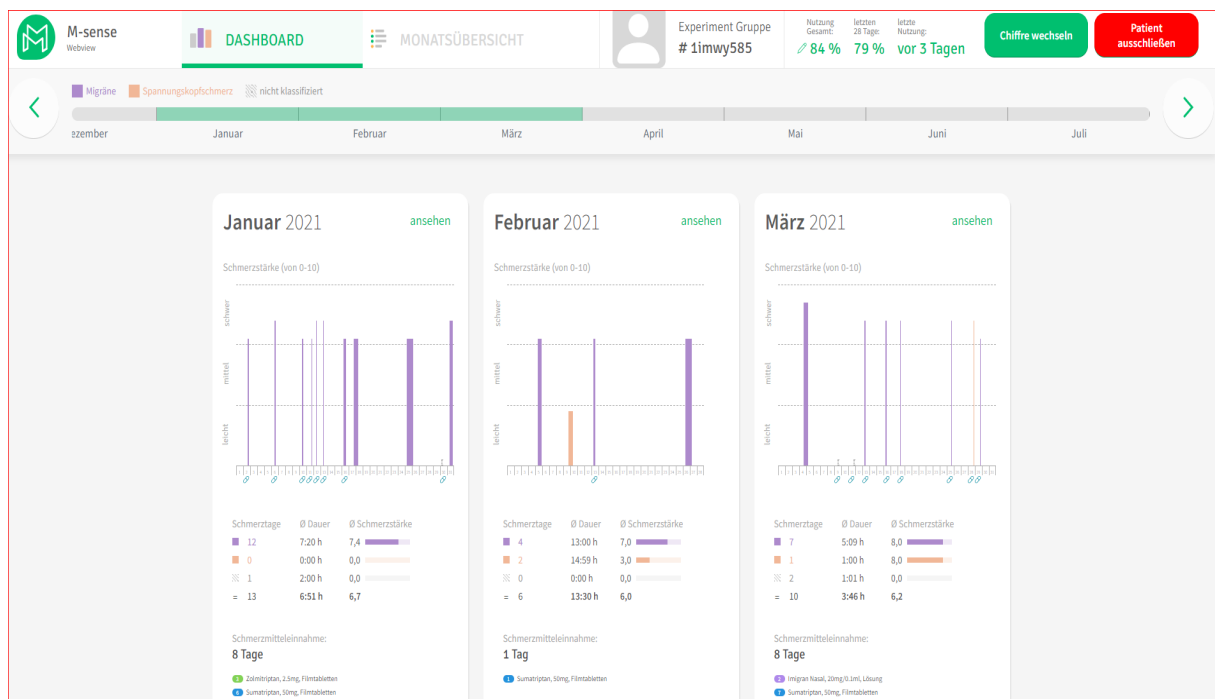 M-sense
Webview
DASHBOARD
MONATSÜBERSICHT
Experiment Gruppe
# 1imwy585
Nutzung Gesamt:
84 %
letzten 28 Tage:
79 %
letzte Nutzung:
vor 3 Tagen
Chiffre wechseln
Patient ausschließen
Migräne Spannungskopfschmerz nicht klassifiziert
ezember Januar Februar März April Mai Juni Juli
Januar 2021 ansehen
Schmerzstärke (von 0-10)
schwer
mittel
leicht
Schmerztage Ø Dauer Ø Schmerzstärke
12 7:20 h 7,4
0 0:00 h 0,0
1 2:00 h 0,0
= 13 6:51 h 6,7
Schmerzmitteleinnahme:
8 Tage
Zolmitriptan, 2.5mg, Filmtabletten
6 Sumatriptan, 50mg, Filmtabletten
Februar 2021 ansehen
Schmerzstärke (von 0-10)
schwer
mittel
leicht
Schmerztage Ø Dauer Ø Schmerzstärke
4 13:00 h 7,0
2 14:59 h 3,0
0 0:00 h 0,0
= 6 13:30 h 6,0
Schmerzmitteleinnahme:
1 Tag
1 Sumatriptan, 50mg, Filmtabletten
März 2021 ansehen
Schmerzstärke (von 0-10)
schwer
mittel
leicht
Schmerztage Ø Dauer Ø Schmerzstärke
7 5:09 h 8,0
1 1:00 h 8,0
2 1:01 h 0,0
= 10 3:46 h 6,2
Schmerzmitteleinnahme:
8 Tage
Imigran Nasal, 20mg/0.1ml, Lösung
7 Sumatriptan, 50mg, Filmtabletten